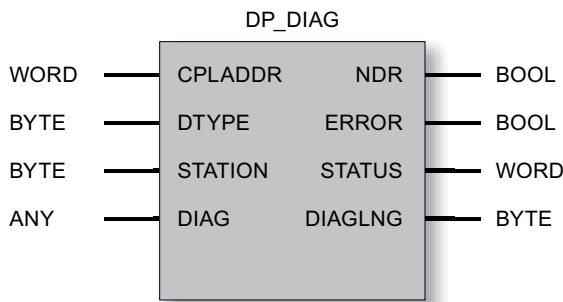 DP_DIAG
WORD CPLADDR NDR BOOL
BYTE DTYPE ERROR BOOL
BYTE STATION STATUS WORD
ANY DIAG DIAGLNG BYTE